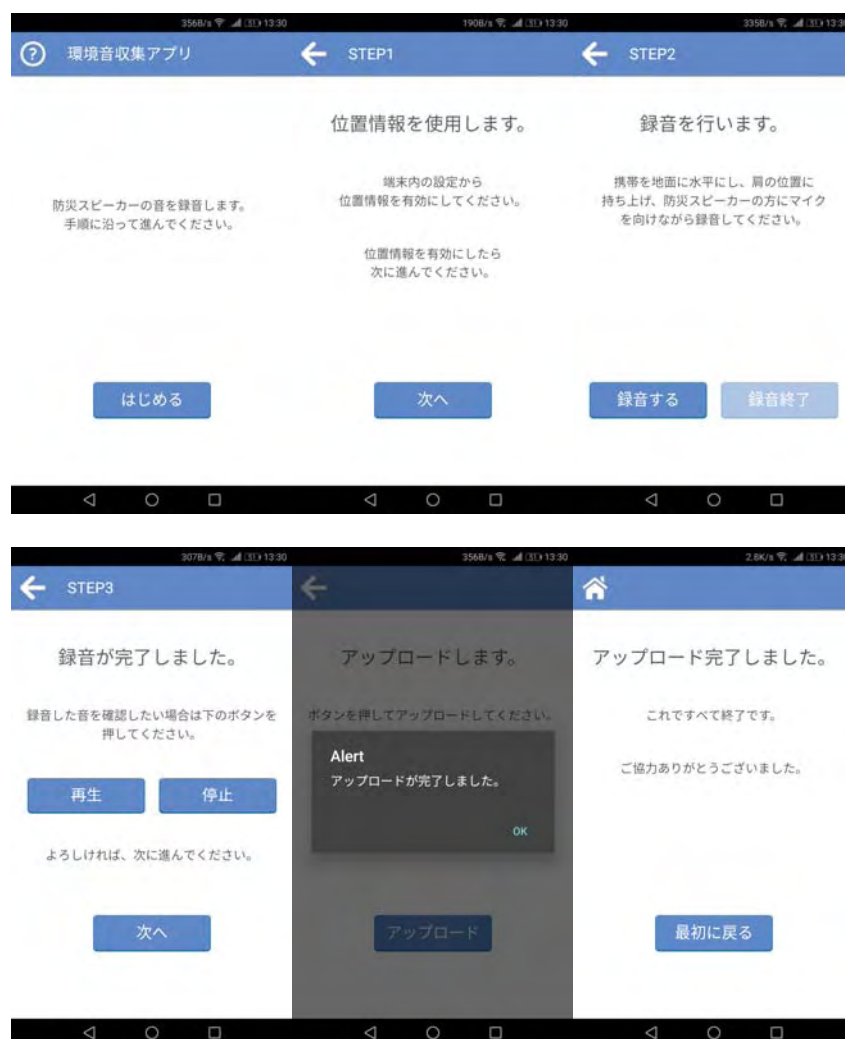 356B/s 13:30
環境音収集アプリ
防災スピーカーの音を録音します。
手順に沿って進んでください。
はじめる
190B/s 13:30
STEP1
位置情報を使用します。
端末内の設定から
位置情報を有効にしてください。
位置情報を有効にしたら
次に進んでください。
次へ
335B/s 13:30
STEP2
録音を行います。
携帯を地面に水平にし、肩の位置に
持ち上げ、防災スピーカーの方にマイク
を向けながら録音してください。
録音する
録音終了
307B/s 13:30
STEP3
録音が完了しました。
録音した音を確認したい場合は下のボタンを
押してください。
再生
停止
よろしければ、次に進んでください。
次へ
356B/s 13:30
アップロードします。
ボタンを押してアップロードしてください。
Alert
アップロードが完了しました。
OK
アップロード
2.8K/s 13:30
アップロード完了しました。
これですべて終了です。
ご協力ありがとうございました。
最初に戻る